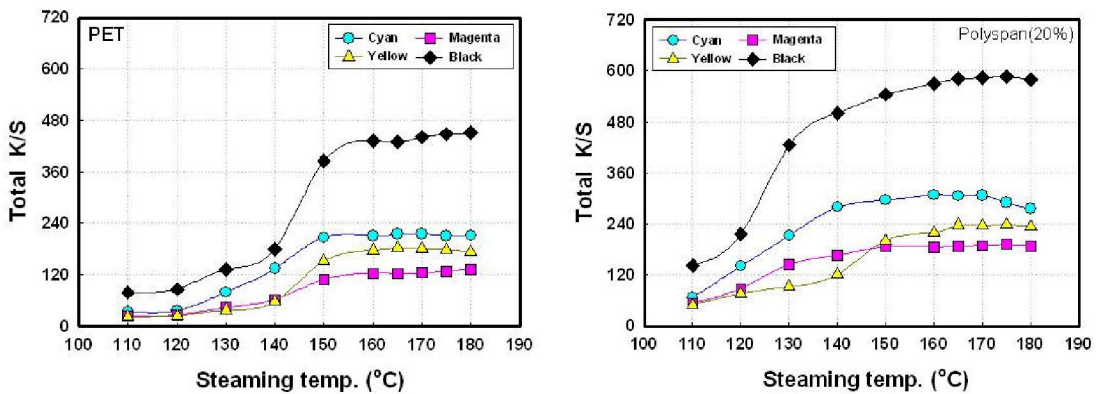 720
600
480
360
240
120
0
Total K/S
PET
Cyan Magenta
Yellow Black
100 110 120 130 140 150 160 170 180 190
Steaming temp. (°C)
720
600
480
360
240
120
0
Total K/S
Polyspan(20%)
Cyan Magenta
Yellow Black
100 110 120 130 140 150 160 170 180 190
Steaming temp. (°C)